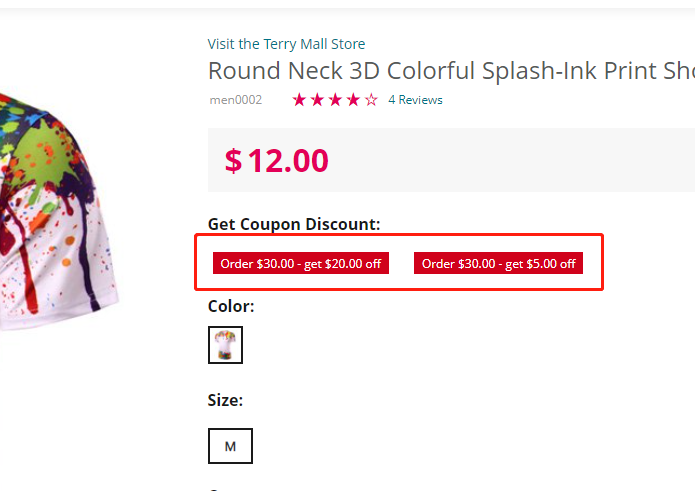 Visit the Terry Mall Store
Round Neck 3D Colorful Splash-Ink Print
men0002 4 Reviews
$ 12.00
Get Coupon Discount:
Order $30.00 - get $20.00 off Order $30.00 - get $5.00 off
Color:
Size:
M